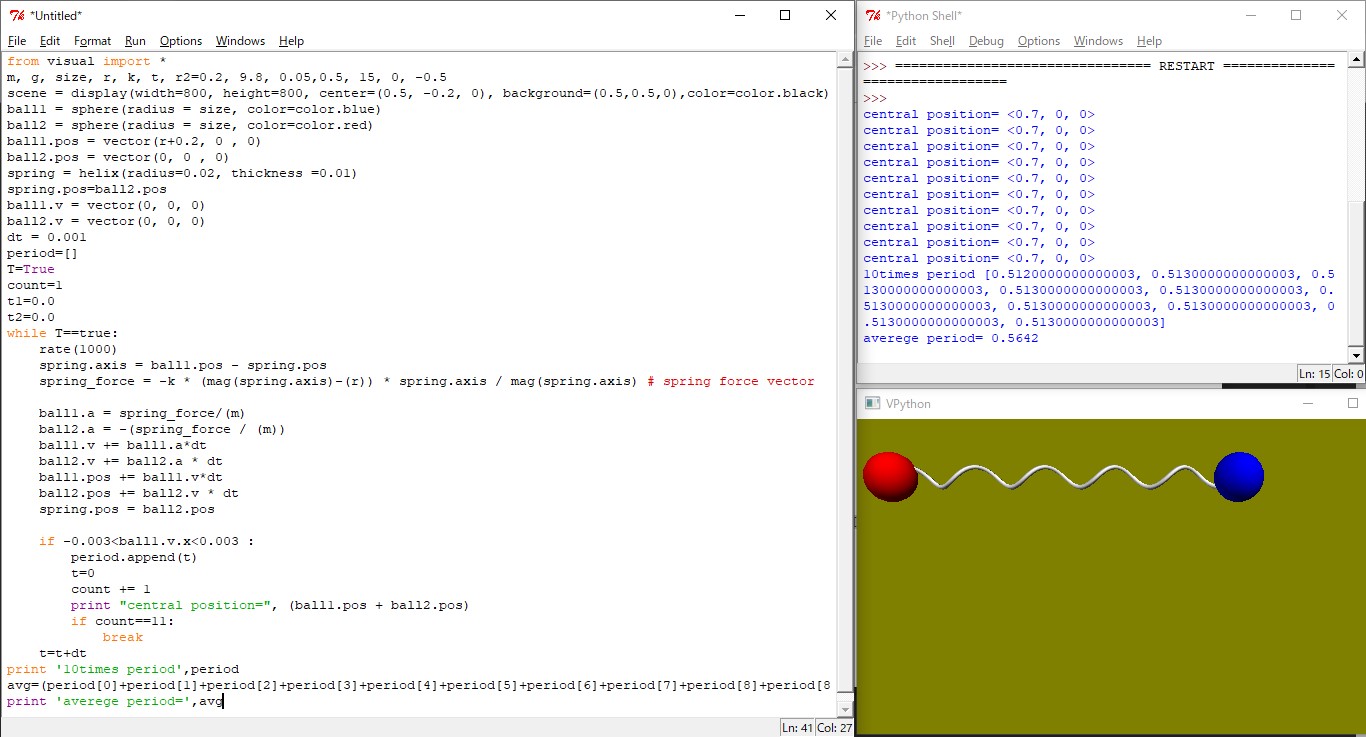 *Untitled*
File Edit Format Run Options Windows Help
from visual import *
m, g, size, r, k, t, r2=0.2, 9.8, 0.05,0.5, 15, 0, -0.5
scene = display(width=800, height=800, center=(0.5, -0.2, 0), background=(0.5,0.5,0),color=color.black)
ball1 = sphere(radius = size, color=color.blue)
ball2 = sphere(radius = size, color=color.red)
ball1.pos = vector(r+0.2, 0 , 0)
ball2.pos = vector(0, 0 , 0)
spring = helix(radius=0.02, thickness =0.01)
spring.pos=ball2.pos
ball1.v = vector(0, 0, 0)
ball2.v = vector(0, 0, 0)
dt = 0.001
period=[]
T=True
count=1
t1=0.0
t2=0.0
while T==true:
    rate(1000)
    spring.axis = ball1.pos - spring.pos
    spring_force = -k * (mag(spring.axis)-(r)) * spring.axis / mag(spring.axis) # spring force vector
    ball1.a = spring_force/(m)
    ball2.a = -(spring_force / (m))
    ball1.v += ball1.a*dt
    ball2.v += ball2.a * dt
    ball1.pos += ball1.v*dt
    ball2.pos += ball2.v * dt
    spring.pos = ball2.pos
    if -0.003<ball1.v.x<0.003 :
        period.append(t)
        t=0
        count += 1
        print "central position=", (ball1.pos + ball2.pos)
        if count==11:
            break
    t=t+dt
print '10times period',period
avg=(period[0]+period[1]+period[2]+period[3]+period[4]+period[5]+period[6]+period[7]+period[8]+period[8
print 'averege period=',avg
Ln: 41 Col: 27
*Python Shell*
File Edit Shell Debug Options Windows Help
>>> ================================ RESTART ==============
==================
>>>
central position= <0.7, 0, 0>
central position= <0.7, 0, 0>
central position= <0.7, 0, 0>
central position= <0.7, 0, 0>
central position= <0.7, 0, 0>
central position= <0.7, 0, 0>
central position= <0.7, 0, 0>
central position= <0.7, 0, 0>
central position= <0.7, 0, 0>
central position= <0.7, 0, 0>
10times period [0.5120000000000003, 0.5130000000000003, 0.5
130000000000003, 0.5130000000000003, 0.5130000000000003, 0.
5130000000000003, 0.5130000000000003, 0.5130000000000003, 0
.5130000000000003, 0.5130000000000003]
averege period= 0.5642
Ln: 15 Col: 0
VPython